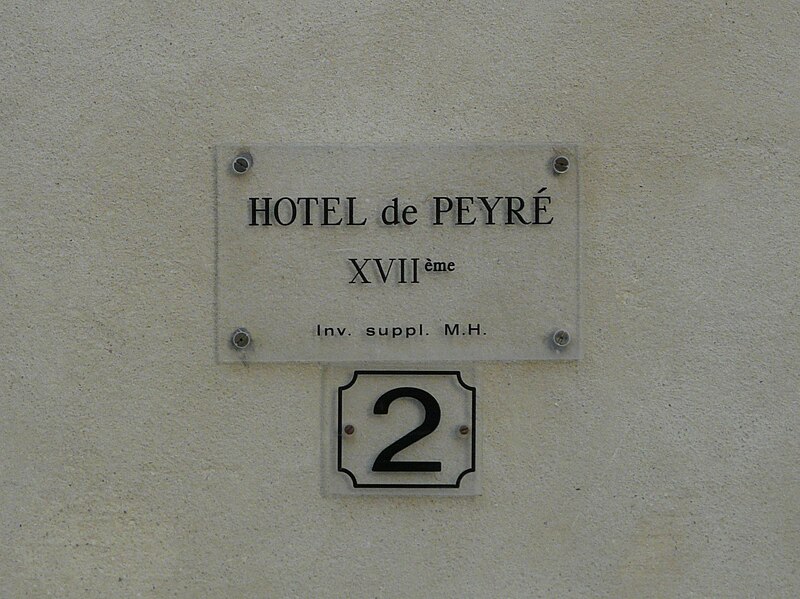 HOTEL de PEYRÉ
XVIIème
Inv. suppl. M.H.
2